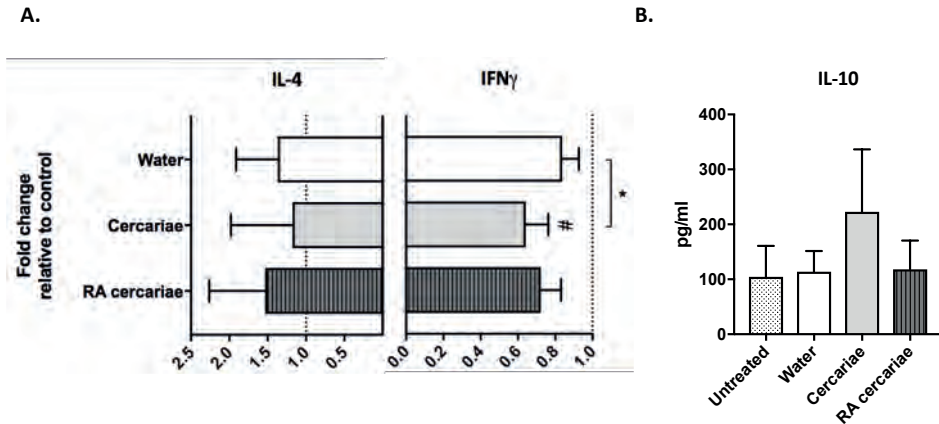 A.
B.
IL-4
IFNγ
IL-10
Fold change
relative to control
Water
Cercariae
RA cercariae
*
#
2.5
2.0
1.5
1.0
0.5
0.0
0.2
0.4
0.6
0.8
1.0
pg/ml
400
300
200
100
0
Untreated
Water
Cercariae
RA cercariae